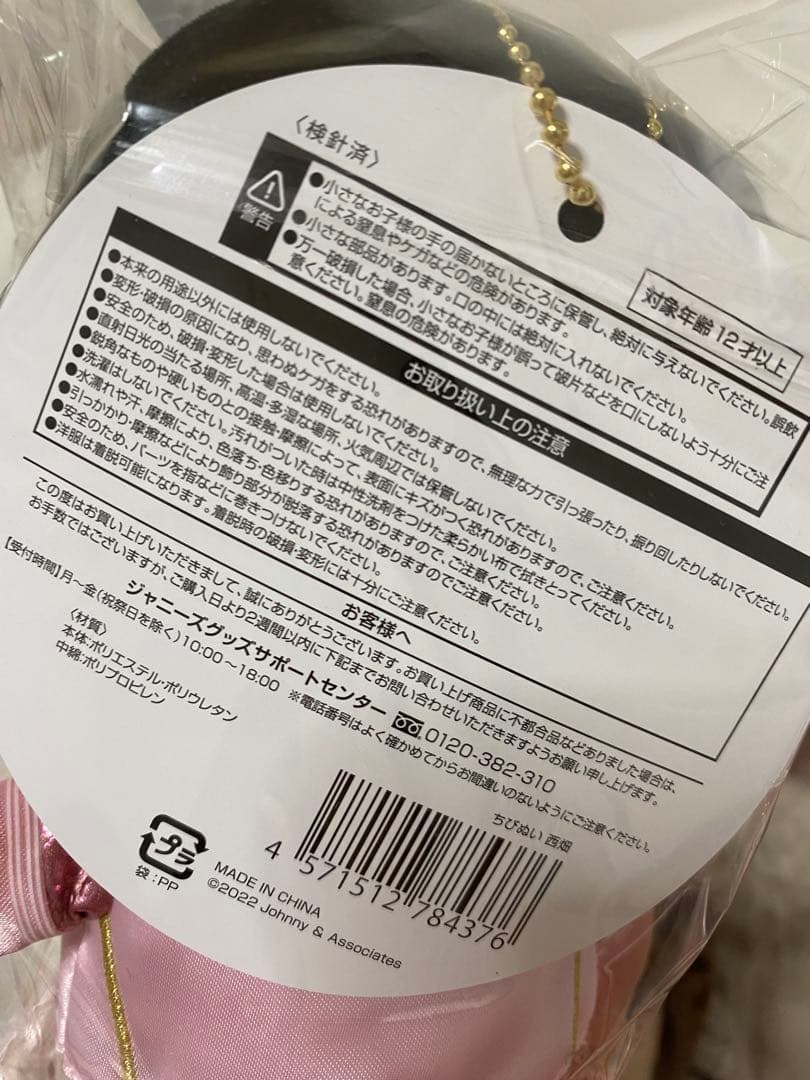 〈検針済〉
警告
●小さなお子様の手の届かないところに保管し、絶対に与えないでください。誤飲
による窒息やケガなどの危険があります。
●小さな部品があります。口の中には絶対に入れないでください。
●万一破損した場合、小さなお子様が誤って破片などを口にしないよう十分にご注
意ください。窒息の危険があります。
対象年齢12才以上
お取り扱い上の注意
●本来の用途以外には使用しないでください。
●変形・破損の原因になり、思わぬケガをする恐れがありますので、無理な力で引っ張ったり、振り回したりしないでください。
●安全のため、破損・変形した場合は使用しないでください。
●直射日光の当たる場所、高温・多湿な場所、火気周辺では保管しないでください。
●鋭角なものや硬いものとの接触・摩擦によって、表面にキズがつく恐れがありますので、ご注意ください。
●洗濯はしないでください。汚れがついた時は中性洗剤をつけた柔らかい布で拭きとってください。
●水濡れや汗、摩擦により、色落ち・色移りする恐れがありますので、ご注意ください。
●引っかかり・摩擦などにより飾り部分が脱落する恐れがありますのでご注意ください。
●安全のため、パーツを指などに巻きつけないでください。
●洋服は着脱可能になります。着脱時の破損・変形には十分にご注意ください。
お客様へ
この度はお買い上げいただきまして、誠にありがとうございます。お買い上げ商品に不都合品などありました場合は、
お手数ではございますが、ご購入日より2週間以内に下記までお問い合わせいただきますようお願い申し上げます。
ジャニーズグッズサポートセンター 0120-382-310
【受付時間】月〜金(祝祭日を除く)10:00〜18:00 ※電話番号はよく確かめてからお間違いのないようにご注意ください。
〈材質〉
本体:ポリエステル・ポリウレタン
中綿:ポリプロピレン
ちびぬい 西畑
4 571512 784376
プラ
袋:PP
MADE IN CHINA
©2022 Johnny & Associates